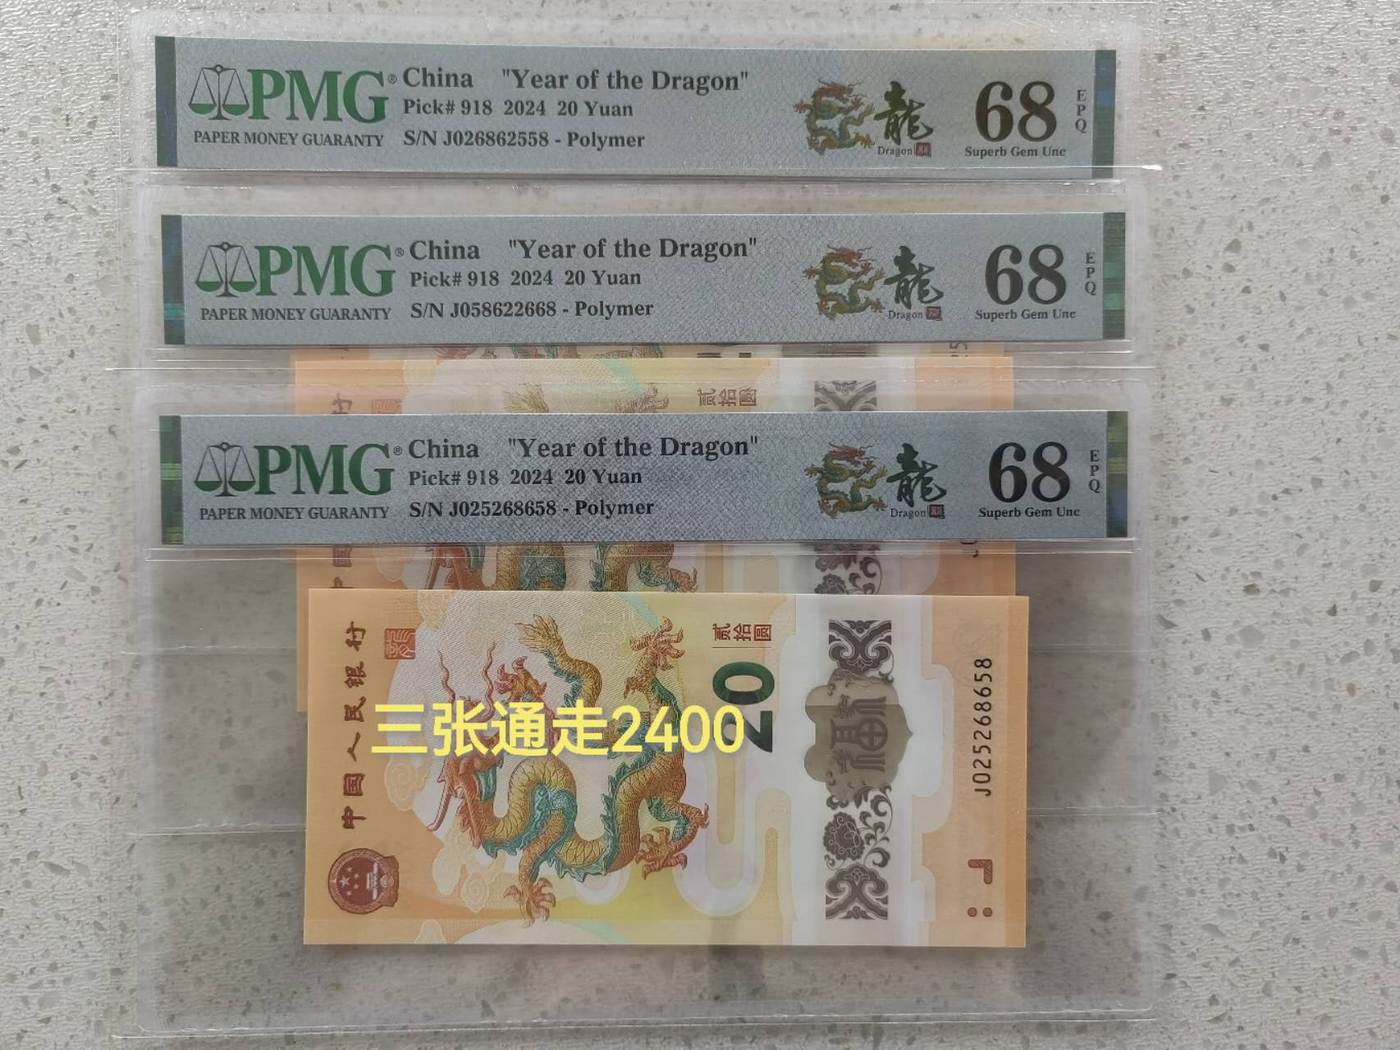 PMG® China "Year of the Dragon"
Pick# 918 2024 20 Yuan
PAPER MONEY GUARANTY S/N J026862558 - Polymer
龍
Dragon
68
EPQ
Superb Gem Unc
PMG® China "Year of the Dragon"
Pick# 918 2024 20 Yuan
PAPER MONEY GUARANTY S/N J058622668 - Polymer
龍
Dragon
68
EPQ
Superb Gem Unc
贰拾圆
PMG® China "Year of the Dragon"
Pick# 918 2024 20 Yuan
PAPER MONEY GUARANTY S/N J025268658 - Polymer
龍
Dragon
68
EPQ
Superb Gem Unc
中国人民银行
贰拾圆
20
三张通走2400
J025268658